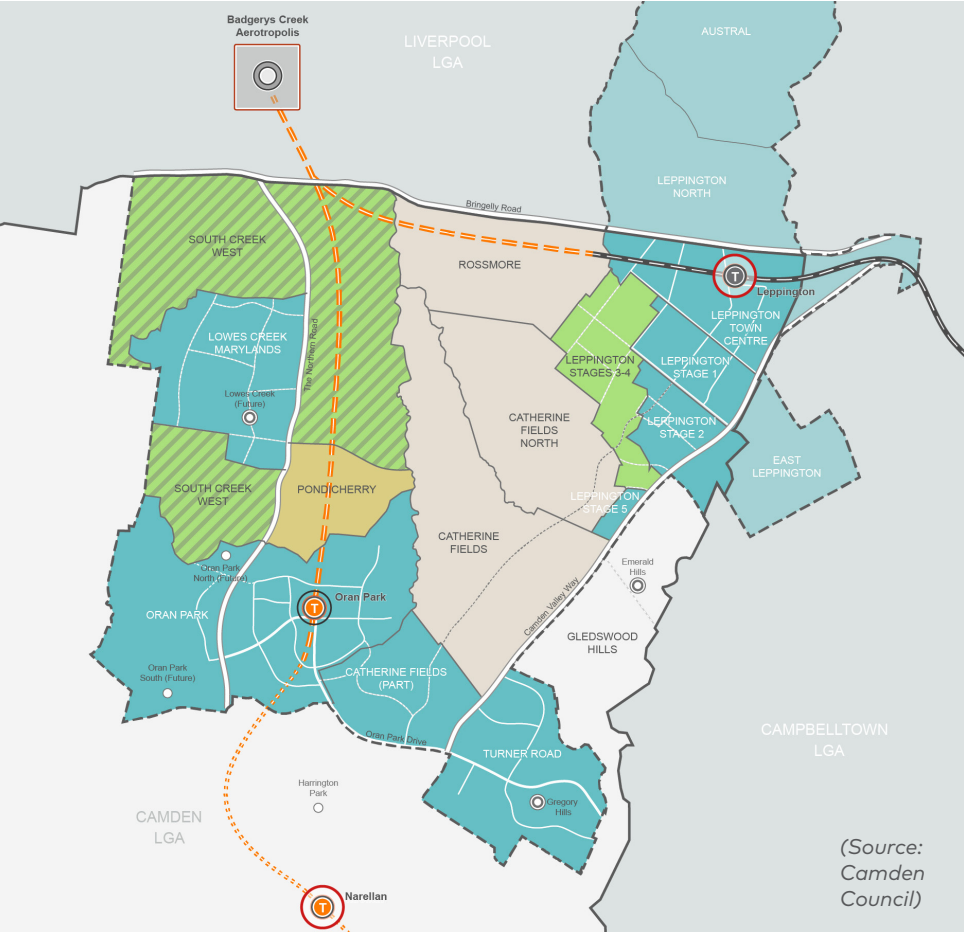 Badgerys Creek
Aerotropolis
LIVERPOOL
LGA
AUSTRAL
LEPPINGTON
NORTH
Bringelly Road
SOUTH CREEK
WEST
ROSSMORE
T
Leppington
LEPPINGTON
TOWN
CENTRE
The Northern Road
LOWES CREEK
MARYLANDS
LEPPINGTON
STAGES 3-4
LEPPINGTON
STAGE 1
Lowes Creek
(Future)
CATHERINE
FIELDS
NORTH
LEPPINGTON
STAGE 2
EAST
LEPPINGTON
SOUTH CREEK
WEST
PONDICHERRY
LEPPINGTON
STAGE 5
CATHERINE
FIELDS
Oran Park
North (Future)
Emerald
Hills
Camden Valley Way
T
Oran Park
ORAN PARK
GLEDSWOOD
HILLS
Oran Park
South (Future)
CATHERINE FIELDS
(PART)
Oran Park Drive
TURNER ROAD
CAMPBELLTOWN
LGA
Harrington
Park
Gregory
Hills
CAMDEN
LGA
T
Narellan
(Source:
Camden
Council)